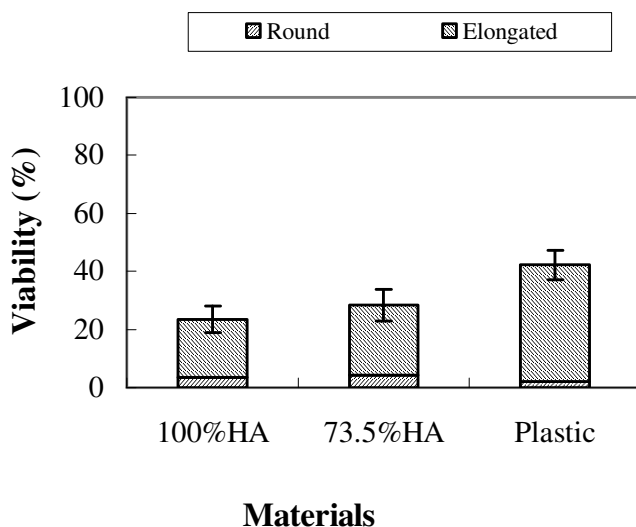 Round Elongated
100
80
60
40
20
0
Viability (%)
100%HA 73.5%HA Plastic
Materials